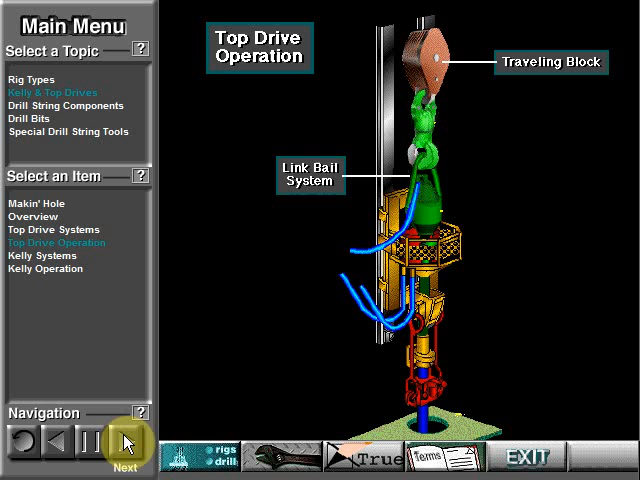 Main Menu
Select a Topic
?
Rig Types
Kelly & Top Drives
Drill String Components
Drill Bits
Special Drill String Tools
Select an Item
?
Makin' Hole
Overview
Top Drive Systems
Top Drive Operation
Kelly Systems
Kelly Operation
Navigation
?
Next
Top Drive
Operation
Traveling Block
Link Bail
System
rigs
drill
True
Terms
EXIT